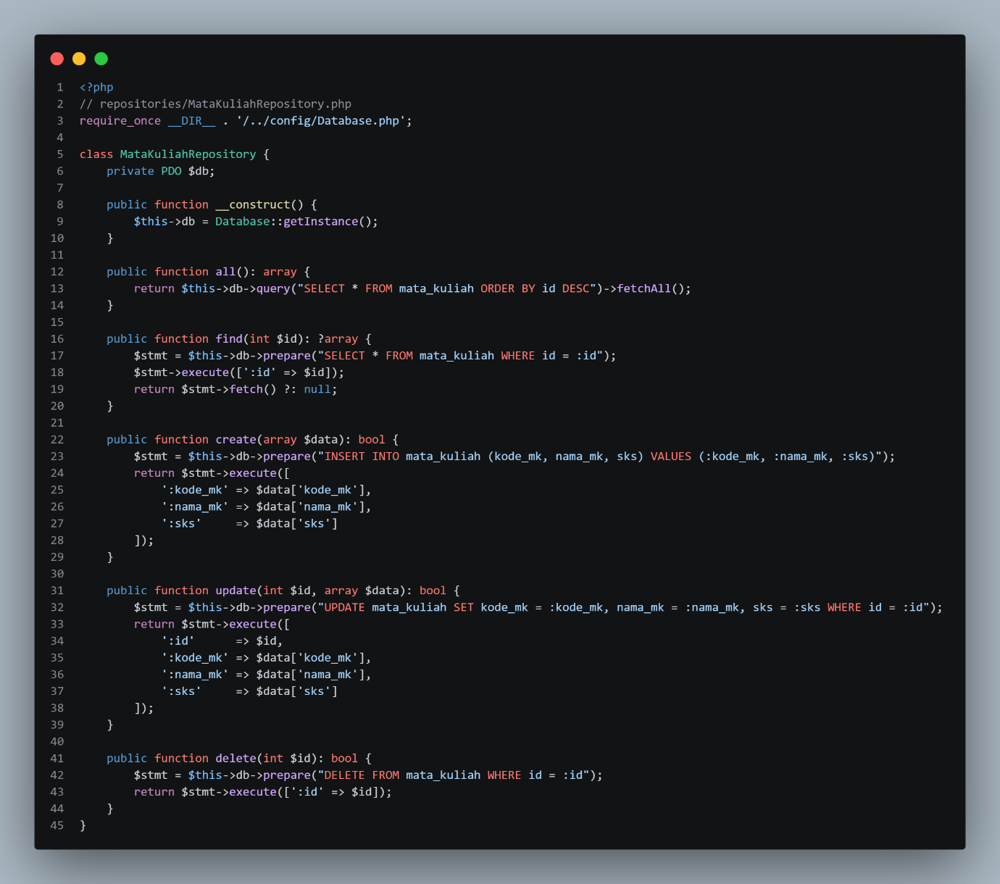 1 <?php
2 // repositories/MataKuliahRepository.php
3 require_once __DIR__ . '/../config/Database.php';
4
5 class MataKuliahRepository {
6     private PDO $db;
7
8     public function __construct() {
9         $this->db = Database::getInstance();
10     }
11
12     public function all(): array {
13         return $this->db->query("SELECT * FROM mata_kuliah ORDER BY id DESC")->fetchAll();
14     }
15
16     public function find(int $id): ?array {
17         $stmt = $this->db->prepare("SELECT * FROM mata_kuliah WHERE id = :id");
18         $stmt->execute([':id' => $id]);
19         return $stmt->fetch() ?: null;
20     }
21
22     public function create(array $data): bool {
23         $stmt = $this->db->prepare("INSERT INTO mata_kuliah (kode_mk, nama_mk, sks) VALUES (:kode_mk, :nama_mk, :sks)");
24         return $stmt->execute([
25             ':kode_mk' => $data['kode_mk'],
26             ':nama_mk' => $data['nama_mk'],
27             ':sks'     => $data['sks']
28         ]);
29     }
30
31     public function update(int $id, array $data): bool {
32         $stmt = $this->db->prepare("UPDATE mata_kuliah SET kode_mk = :kode_mk, nama_mk = :nama_mk, sks = :sks WHERE id = :id");
33         return $stmt->execute([
34             ':id'      => $id,
35             ':kode_mk' => $data['kode_mk'],
36             ':nama_mk' => $data['nama_mk'],
37             ':sks'     => $data['sks']
38         ]);
39     }
40
41     public function delete(int $id): bool {
42         $stmt = $this->db->prepare("DELETE FROM mata_kuliah WHERE id = :id");
43         return $stmt->execute([':id' => $id]);
44     }
45 }